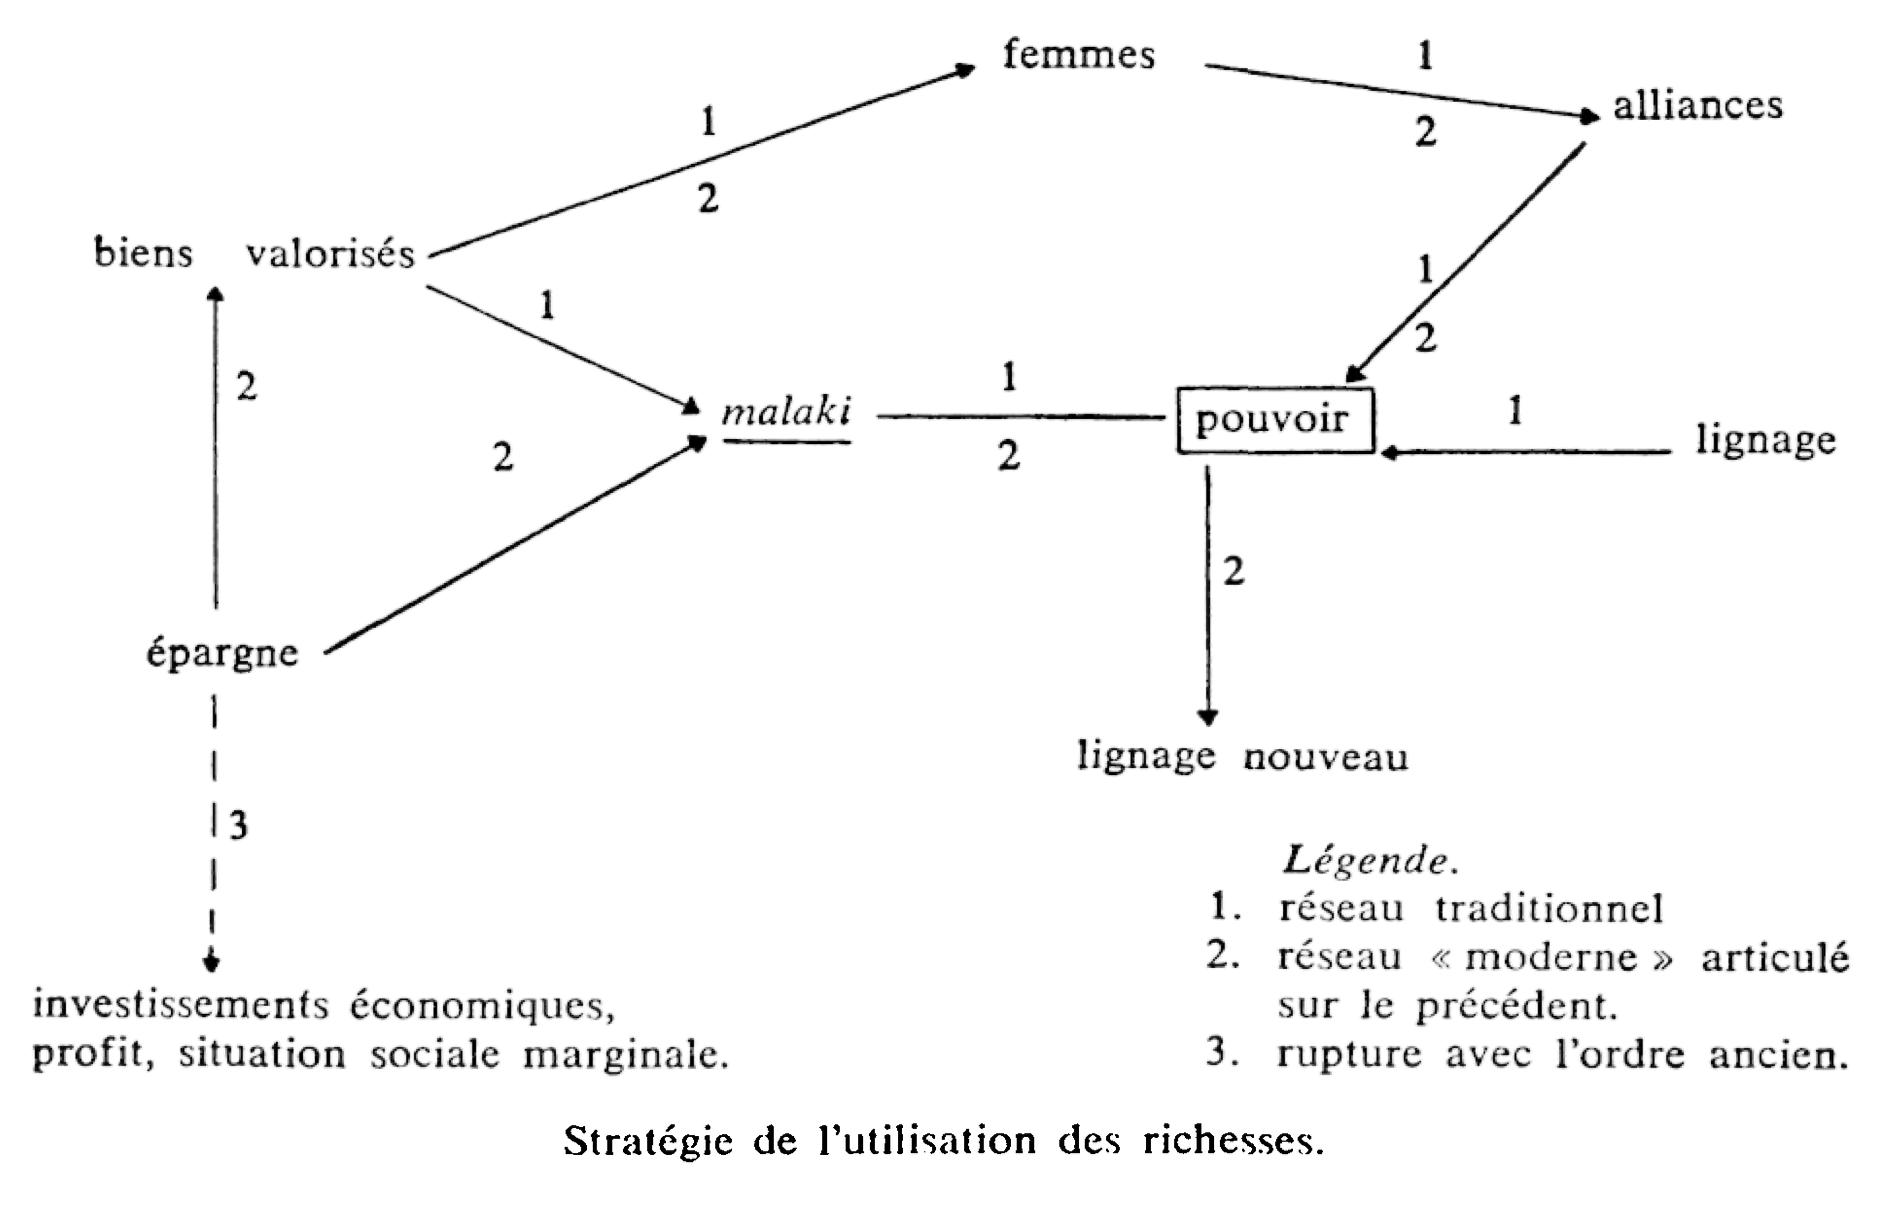 femmes
1
alliances
1
2
2
biens valorisés
1
1
2
2
1
malaki
pouvoir
1
lignage
2
2
2
épargne
lignage nouveau
3
Légende.
1. réseau traditionnel
2. réseau « moderne » articulé
sur le précédent.
3. rupture avec l'ordre ancien.
investissements économiques,
profit, situation sociale marginale.
Stratégie de l'utilisation des richesses.